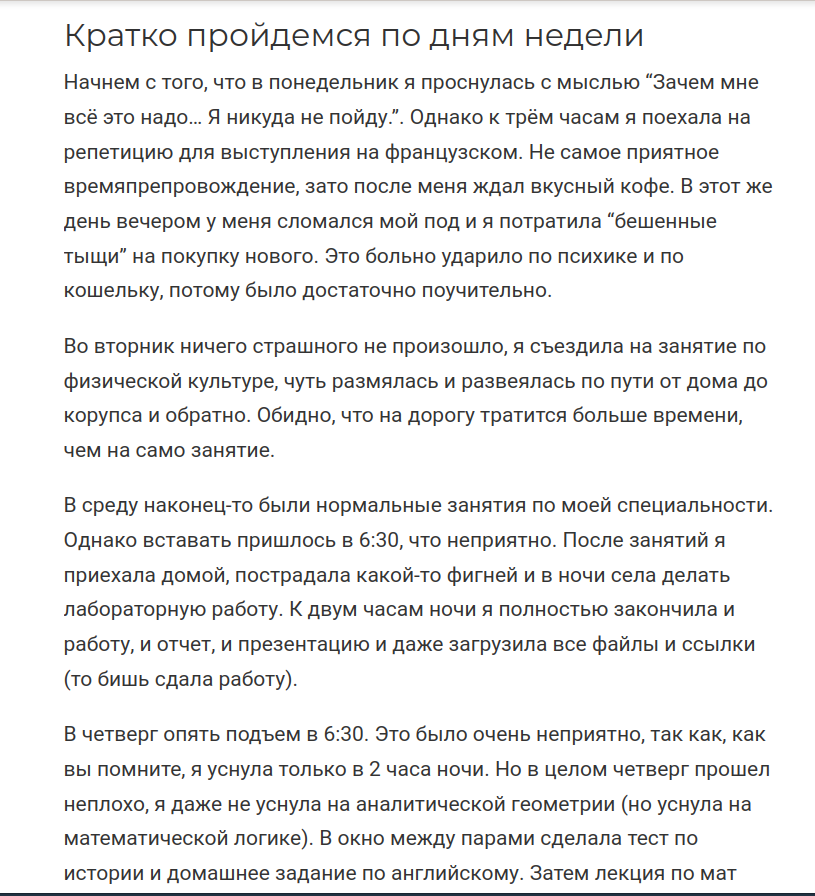 Кратко пройдемся по дням недели
Начнем с того, что в понедельник я проснулась с мыслью “Зачем мне
всё это надо… Я никуда не пойду.”. Однако к трём часам я поехала на
репетицию для выступления на французском. Не самое приятное
времяпрепровождение, зато после меня ждал вкусный кофе. В этот же
день вечером у меня сломался мой под и я потратила “бешенные
тыщи” на покупку нового. Это больно ударило по психике и по
кошельку, потому было достаточно поучительно.
Во вторник ничего страшного не произошло, я съездила на занятие по
физической культуре, чуть размялась и развеялась по пути от дома до
корупса и обратно. Обидно, что на дорогу тратится больше времени,
чем на само занятие.
В среду наконец-то были нормальные занятия по моей специальности.
Однако вставать пришлось в 6:30, что неприятно. После занятий я
приехала домой, пострадала какой-то фигней и в ночи села делать
лабораторную работу. К двум часам ночи я полностью закончила и
работу, и отчет, и презентацию и даже загрузила все файлы и ссылки
(то бишь сдала работу).
В четверг опять подъем в 6:30. Это было очень неприятно, так как, как
вы помните, я уснула только в 2 часа ночи. Но в целом четверг прошел
неплохо, я даже не уснула на аналитической геометрии (но уснула на
математической логике). В окно между парами сделала тест по
истории и домашнее задание по английскому. Затем лекция по мат